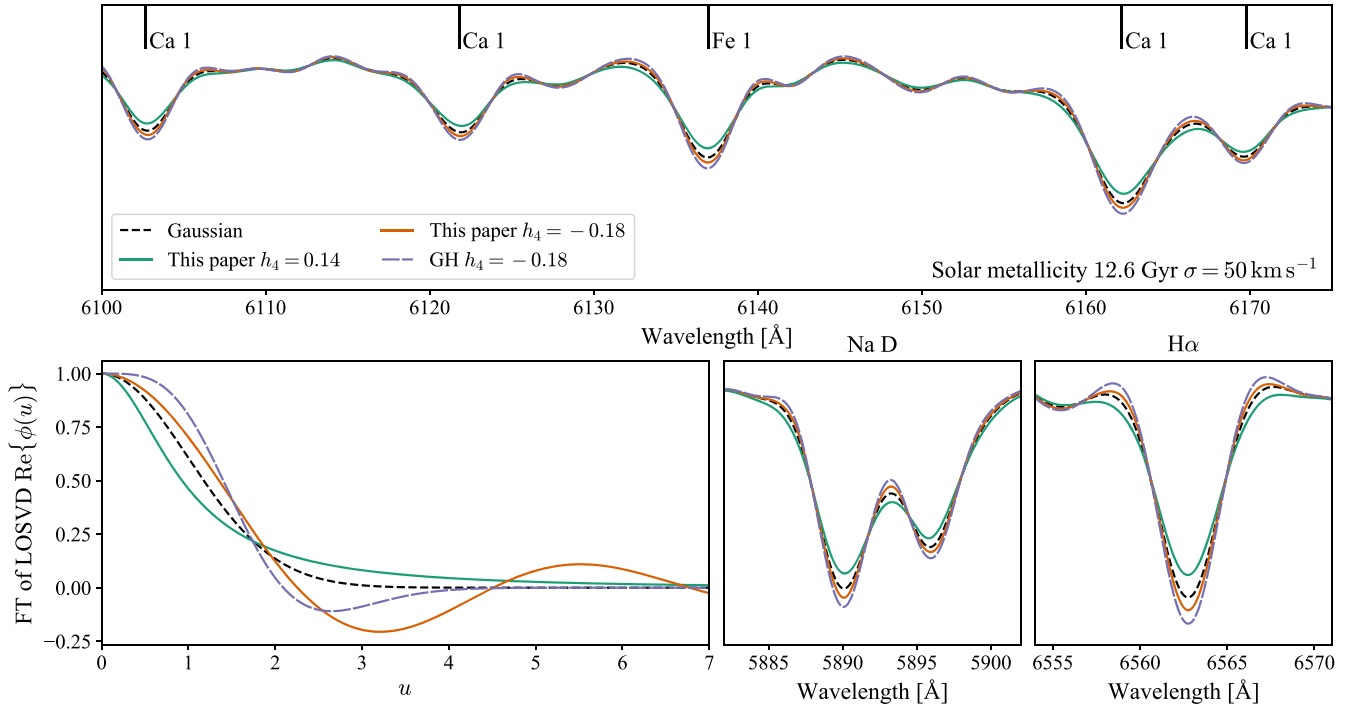 Ca 1 Ca 1 Fe 1 Ca 1 Ca 1
Gaussian
This paper h₄ = 0.14
This paper h₄ = −0.18
GH h₄ = −0.18
Solar metallicity 12.6 Gyr σ = 50 km s⁻¹
6100 6110 6120 6130 6140 6150 6160 6170
Wavelength [Å]
Na D
Hα
FT of LOSVD Re{ϕ(u)}
1.00
0.75
0.50
0.25
0.00
−0.25
0 1 2 3 4 5 6 7
u
5885 5890 5895 5900
Wavelength [Å]
6555 6560 6565 6570
Wavelength [Å]